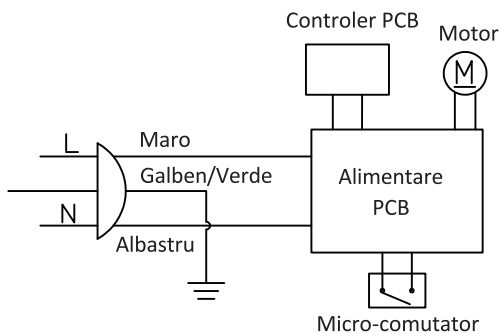 Controler PCB
Motor
M
L
Maro
Galben/Verde
Alimentare
PCB
N
Albastru
Micro-comutator